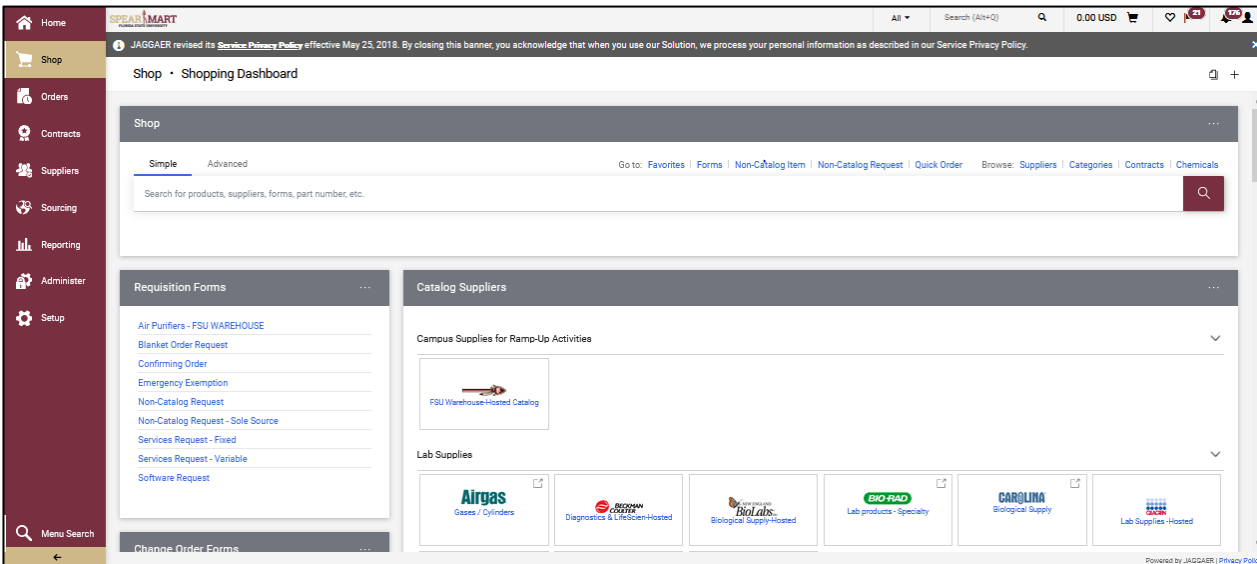 Home
SPEAR MART
FLORIDA STATE UNIVERSITY
All
Search (Alt+Q)
0.00 USD
21
176
JAGGAER revised its Service Privacy Policy effective May 25, 2018. By closing this banner, you acknowledge that when you use our Solution, we process your personal information as described in our Service Privacy Policy.
Shop
Orders
Contracts
Suppliers
Sourcing
Reporting
Administer
Setup
Menu Search
Shop • Shopping Dashboard
Shop
Simple Advanced
Go to: Favorites | Forms | Non-Catalog Item | Non-Catalog Request | Quick Order Browse: Suppliers | Categories | Contracts | Chemicals
Search for products, suppliers, forms, part number, etc.
Requisition Forms
Air Purifiers - FSU WAREHOUSE
Blanket Order Request
Confirming Order
Emergency Exemption
Non-Catalog Request
Non-Catalog Request - Sole Source
Services Request - Fixed
Services Request - Variable
Software Request
Change Order Forms
Catalog Suppliers
Campus Supplies for Ramp-Up Activities
FSU Warehouse-Hosted Catalog
Lab Supplies
Airgas
Gases / Cylinders
BECKMAN
COULTER
Diagnostics & LifeScien-Hosted
NEW ENGLAND
BioLabs
Biological Supply-Hosted
BIO-RAD
Lab products - Specialty
CAROLINA
Biological Supply
QIAGEN
Lab Supplies -Hosted
Powered by JAGGAER | Privacy Polic